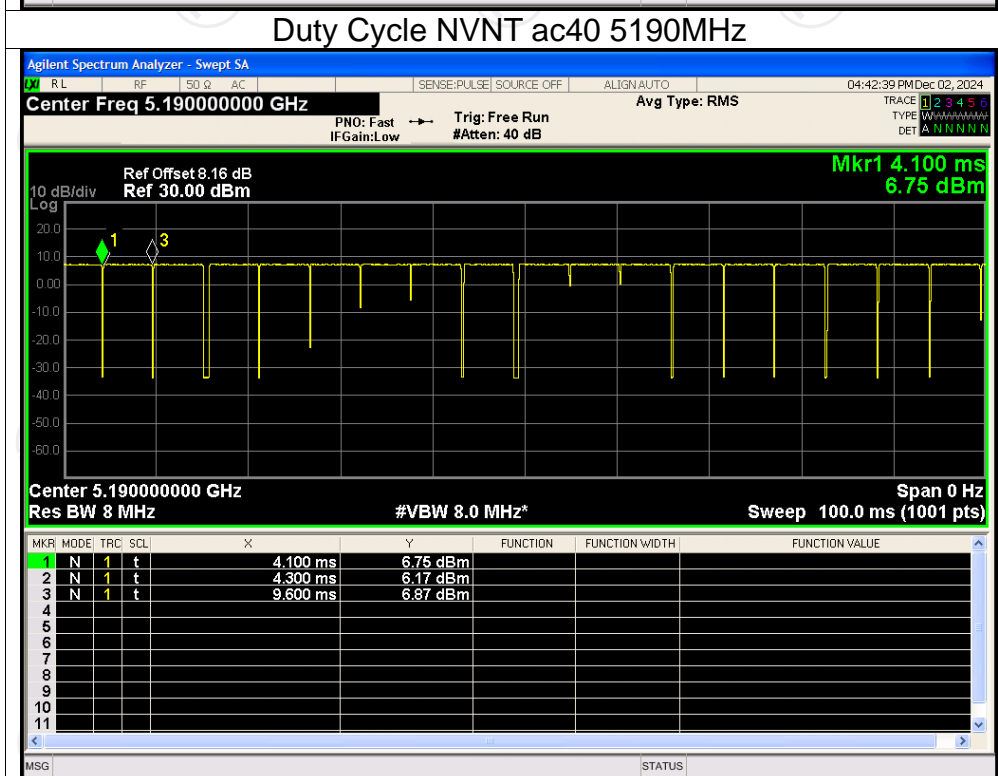 Duty Cycle NVNT ac40 5190MHz
Agilent Spectrum Analyzer - Swept SA
LXI RL RF 50 Ω AC SENSE:PULSE SOURCE OFF ALIGN AUTO 04:42:39 PM Dec 02, 2024
Center Freq 5.190000000 GHz Avg Type: RMS TRACE 1 2 3 4 5 6
PNO: Fast Trig: Free Run TYPE W
IFGain:Low #Atten: 40 dB DET A N N N N N
Mkr1 4.100 ms
6.75 dBm
Ref Offset 8.16 dB
10 dB/div Ref 30.00 dBm
Log
20.0
1 3
10.0
0.00
-10.0
-20.0
-30.0
-40.0
-50.0
-60.0
Center 5.190000000 GHz Span 0 Hz
Res BW 8 MHz #VBW 8.0 MHz* Sweep 100.0 ms (1001 pts)
MKR MODE TRC SCL X Y FUNCTION FUNCTION WIDTH FUNCTION VALUE
1 N 1 t 4.100 ms 6.75 dBm
2 N 1 t 4.300 ms 6.17 dBm
3 N 1 t 9.600 ms 6.87 dBm
4
5
6
7
8
9
10
11
MSG STATUS